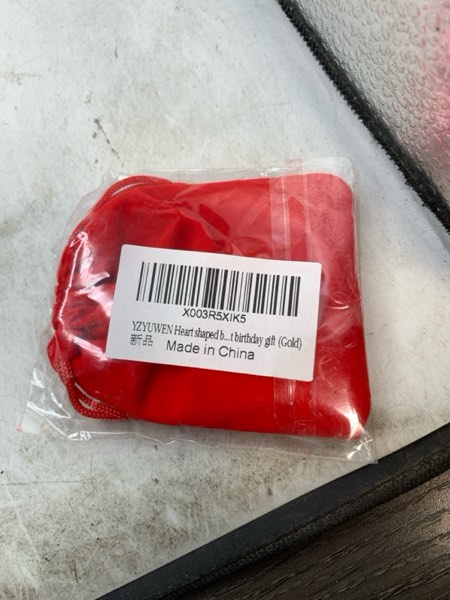 X003R5XIK5
YZYUWEN Heart shaped b...t birthday gift (Gold)
新品 Made in China